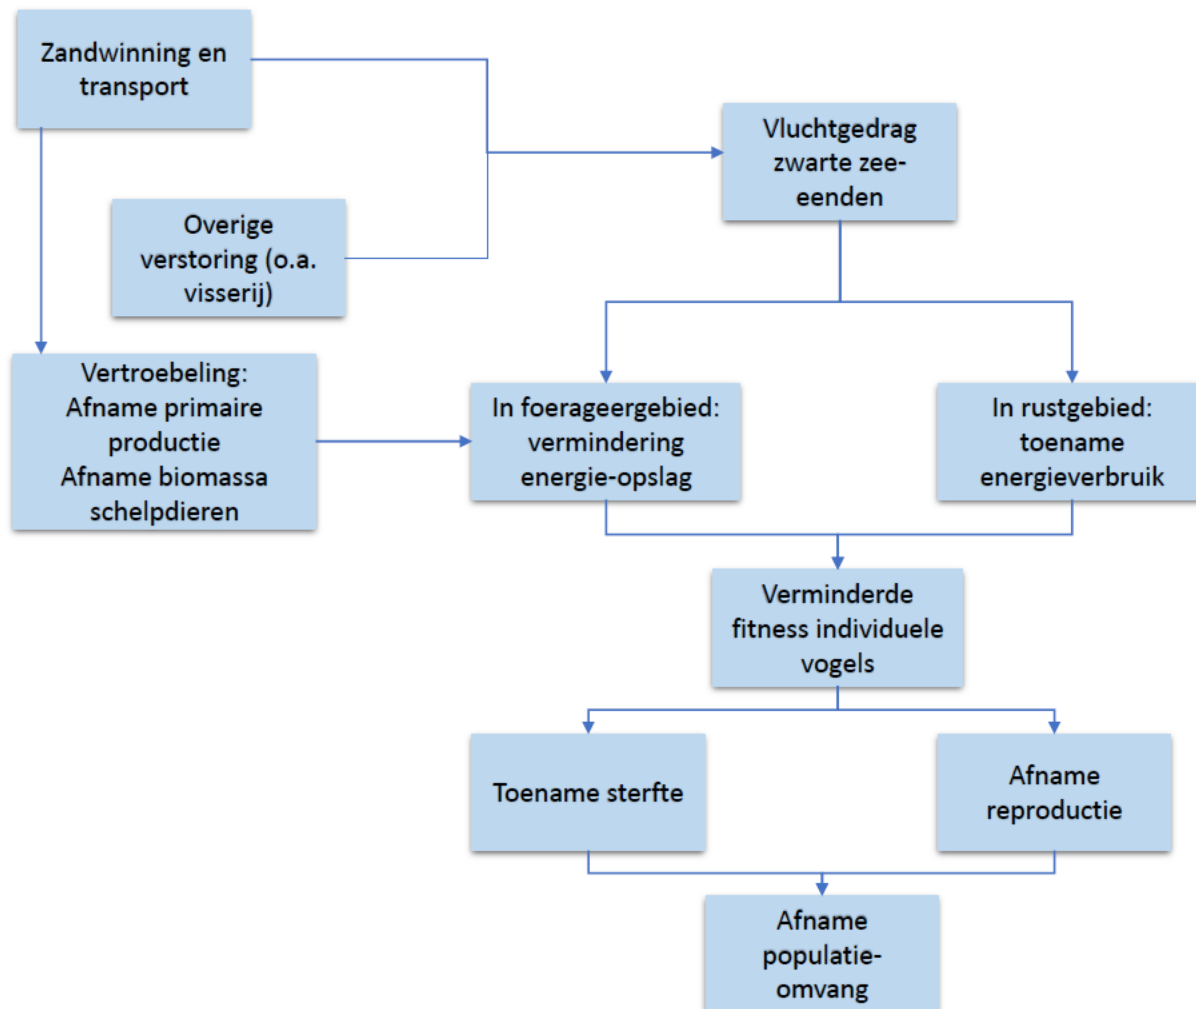 Zandwinning en
transport
Vluchtgedrag
zwarte zee-
eenden
Overige
verstoring (o.a.
visserij)
Vertroebeling:
Afname primaire
productie
Afname biomassa
schelpdieren
In foerageergebied:
vermindering
energie-opslag
In rustgebied:
toename
energieverbruik
Verminderde
fitness individuele
vogels
Toename sterfte
Afname
reproductie
Afname
populatie-
omvang